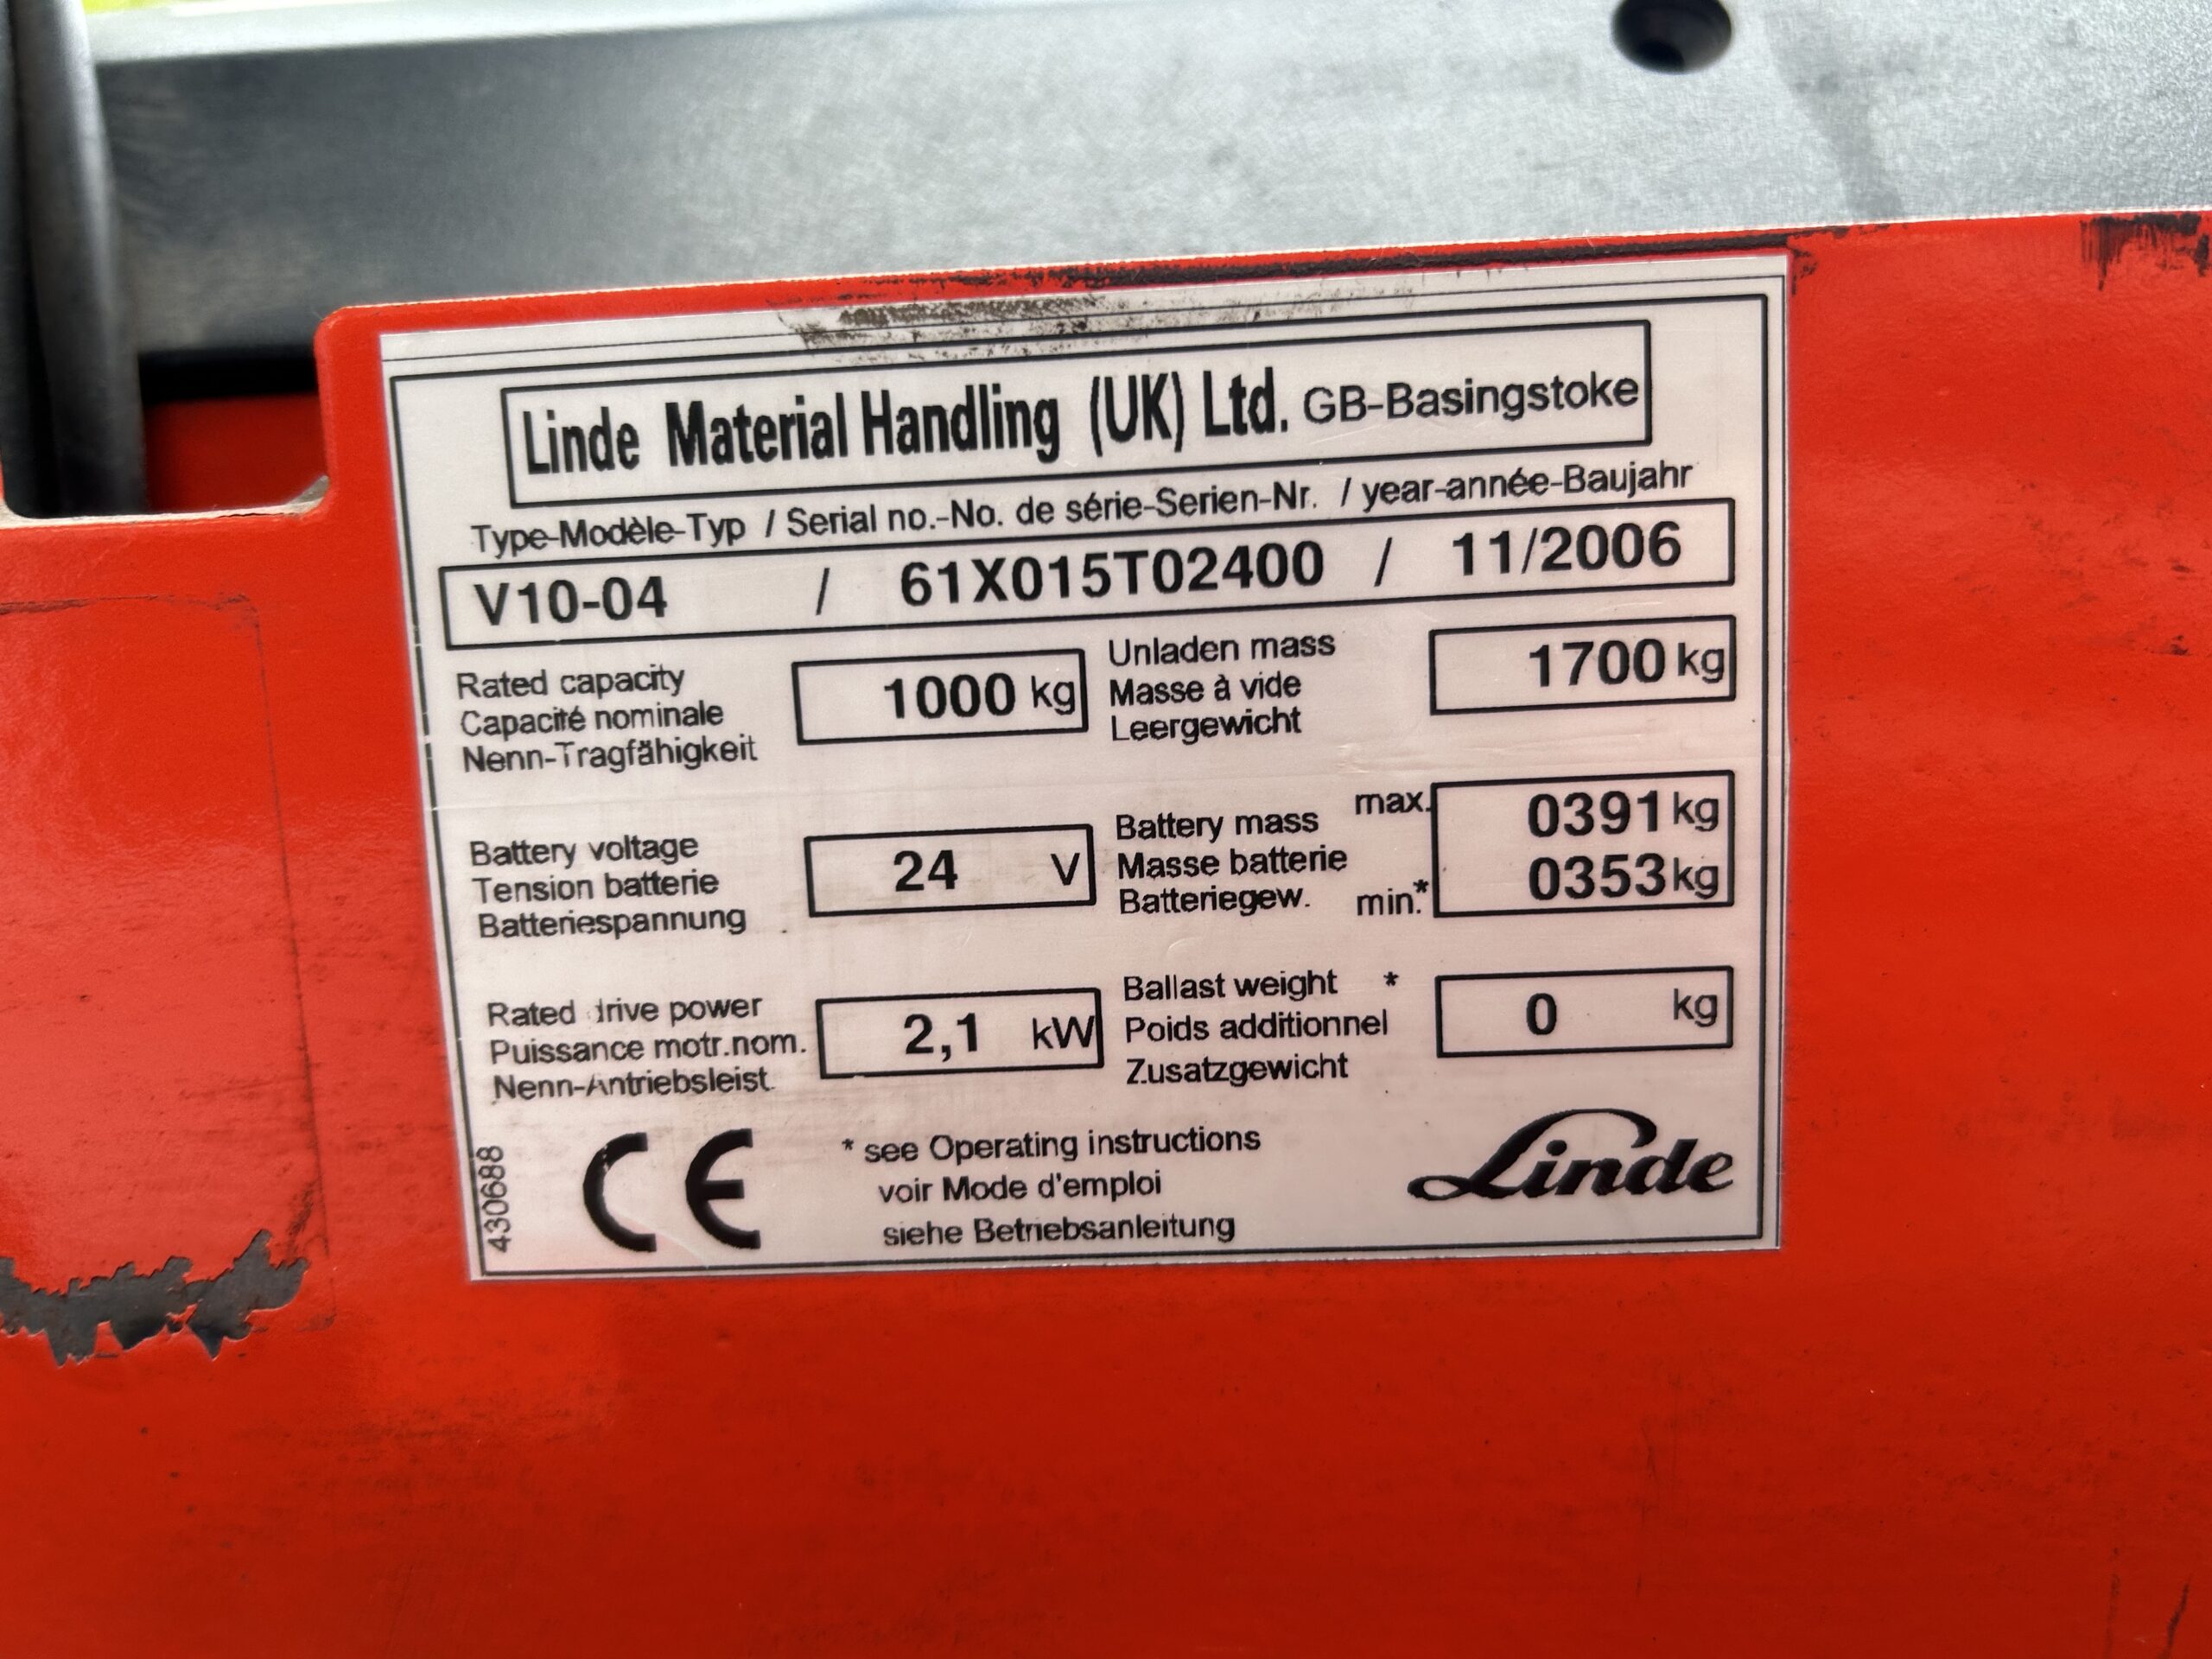 Linde Material Handling (UK) Ltd. GB-Basingstoke
Type-Modèle-Typ / Serial no.-No. de série-Serien-Nr. / year-année-Baujahr
V10-04 / 61X015T02400 / 11/2006
Rated capacity
Capacité nominale
Nenn-Tragfähigkeit
1000 kg
Unladen mass
Masse à vide
Leergewicht
1700 kg
Battery voltage
Tension batterie
Batteriespannung
24 V
Battery mass
Masse batterie
Batteriegew.
max. 0391 kg
min.* 0353 kg
Rated drive power
Puissance motr.nom.
Nenn-Antriebsleist.
2,1 kW
Ballast weight *
Poids additionnel
Zusatzgewicht
0 kg
430688
CE
* see Operating instructions
voir Mode d'emploi
siehe Betriebsanleitung
Linde